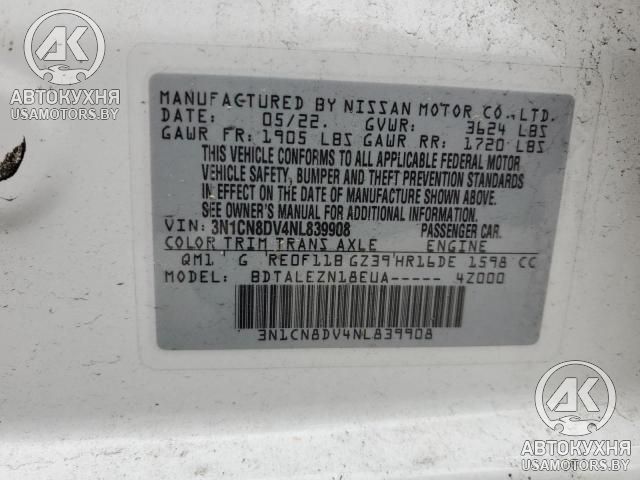 AK
АВТОКУХНЯ
USAMOTORS.BY
MANUFACTURED BY NISSAN MOTOR CO.,LTD.
DATE: 05/22. GVWR: 3624 LBS
GAWR FR: 1905 LBS GAWR RR: 1720 LBS
THIS VEHICLE CONFORMS TO ALL APPLICABLE FEDERAL MOTOR
VEHICLE SAFETY, BUMPER AND THEFT PREVENTION STANDARDS
IN EFFECT ON THE DATE OF MANUFACTURE SHOWN ABOVE.
SEE OWNER'S MANUAL FOR ADDITIONAL INFORMATION
VIN: 3N1CN8DV4NL839908 PASSENGER CAR.
COLOR TRIM TRANS AXLE ENGINE
QM1 G RE0F11B GZ39 HR16DE 1598 CC
MODEL: BDTALEZN18EUA----- 4Z000
3N1CN8DV4NL839908
AK
АВТОКУХНЯ
USAMOTORS.BY